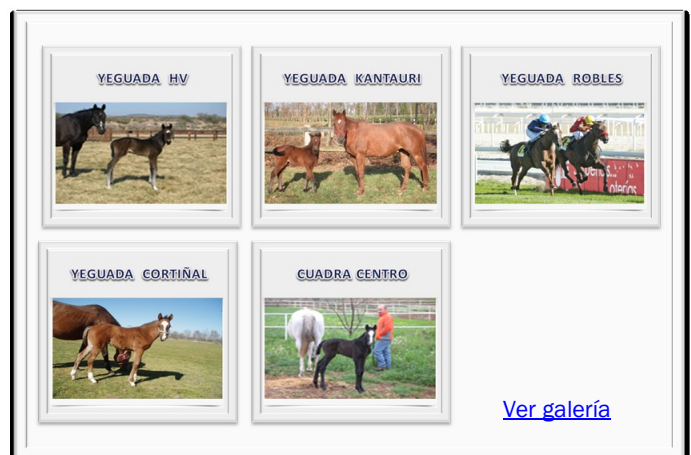 YEGUADA HV
YEGUADA KANTAURI
YEGUADA ROBLES
YEGUADA CORTIÑAL
CUADRA CENTRO
Ver galería